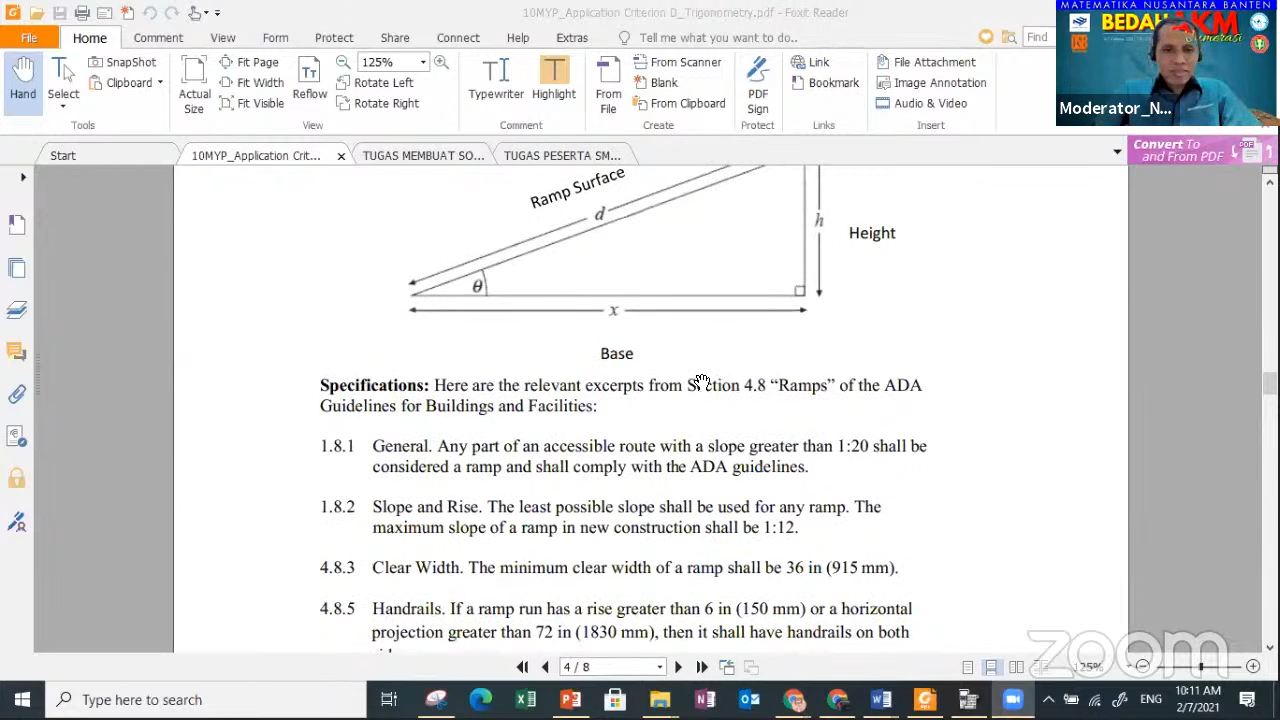 10MYP_Application Criterion D_Trigonometry.pdf - Foxit Reader
MATEMATIKA NUSANTARA BANTEN
BEDAH AKM
Numerasi
Moderator_N...
File Home Comment View Form Protect Share Connect Help Extras Tell me what you want to do... Find
Hand
Select
SnapShot
Clipboard
Tools
Actual Size
Fit Page
Fit Width
Fit Visible
Reflow
125%
Rotate Left
Rotate Right
View
Typewriter
Highlight
Comment
From File
From Scanner
Blank
From Clipboard
Create
PDF Sign
Protect
Link
Bookmark
Links
File Attachment
Image Annotation
Audio & Video
Insert
Start 10MYP_Application Crit... TUGAS MEMBUAT SO... TUGAS PESERTA SM...
Convert To
and From PDF
Ramp Surface
d
h
Height
θ
x
Base
Specifications: Here are the relevant excerpts from Section 4.8 “Ramps” of the ADA
Guidelines for Buildings and Facilities:
1.8.1 General. Any part of an accessible route with a slope greater than 1:20 shall be
considered a ramp and shall comply with the ADA guidelines.
1.8.2 Slope and Rise. The least possible slope shall be used for any ramp. The
maximum slope of a ramp in new construction shall be 1:12.
4.8.3 Clear Width. The minimum clear width of a ramp shall be 36 in (915 mm).
4.8.5 Handrails. If a ramp run has a rise greater than 6 in (150 mm) or a horizontal
projection greater than 72 in (1830 mm), then it shall have handrails on both
zoom
4 / 8
125%
Type here to search
ENG
10:11 AM
2/7/2021